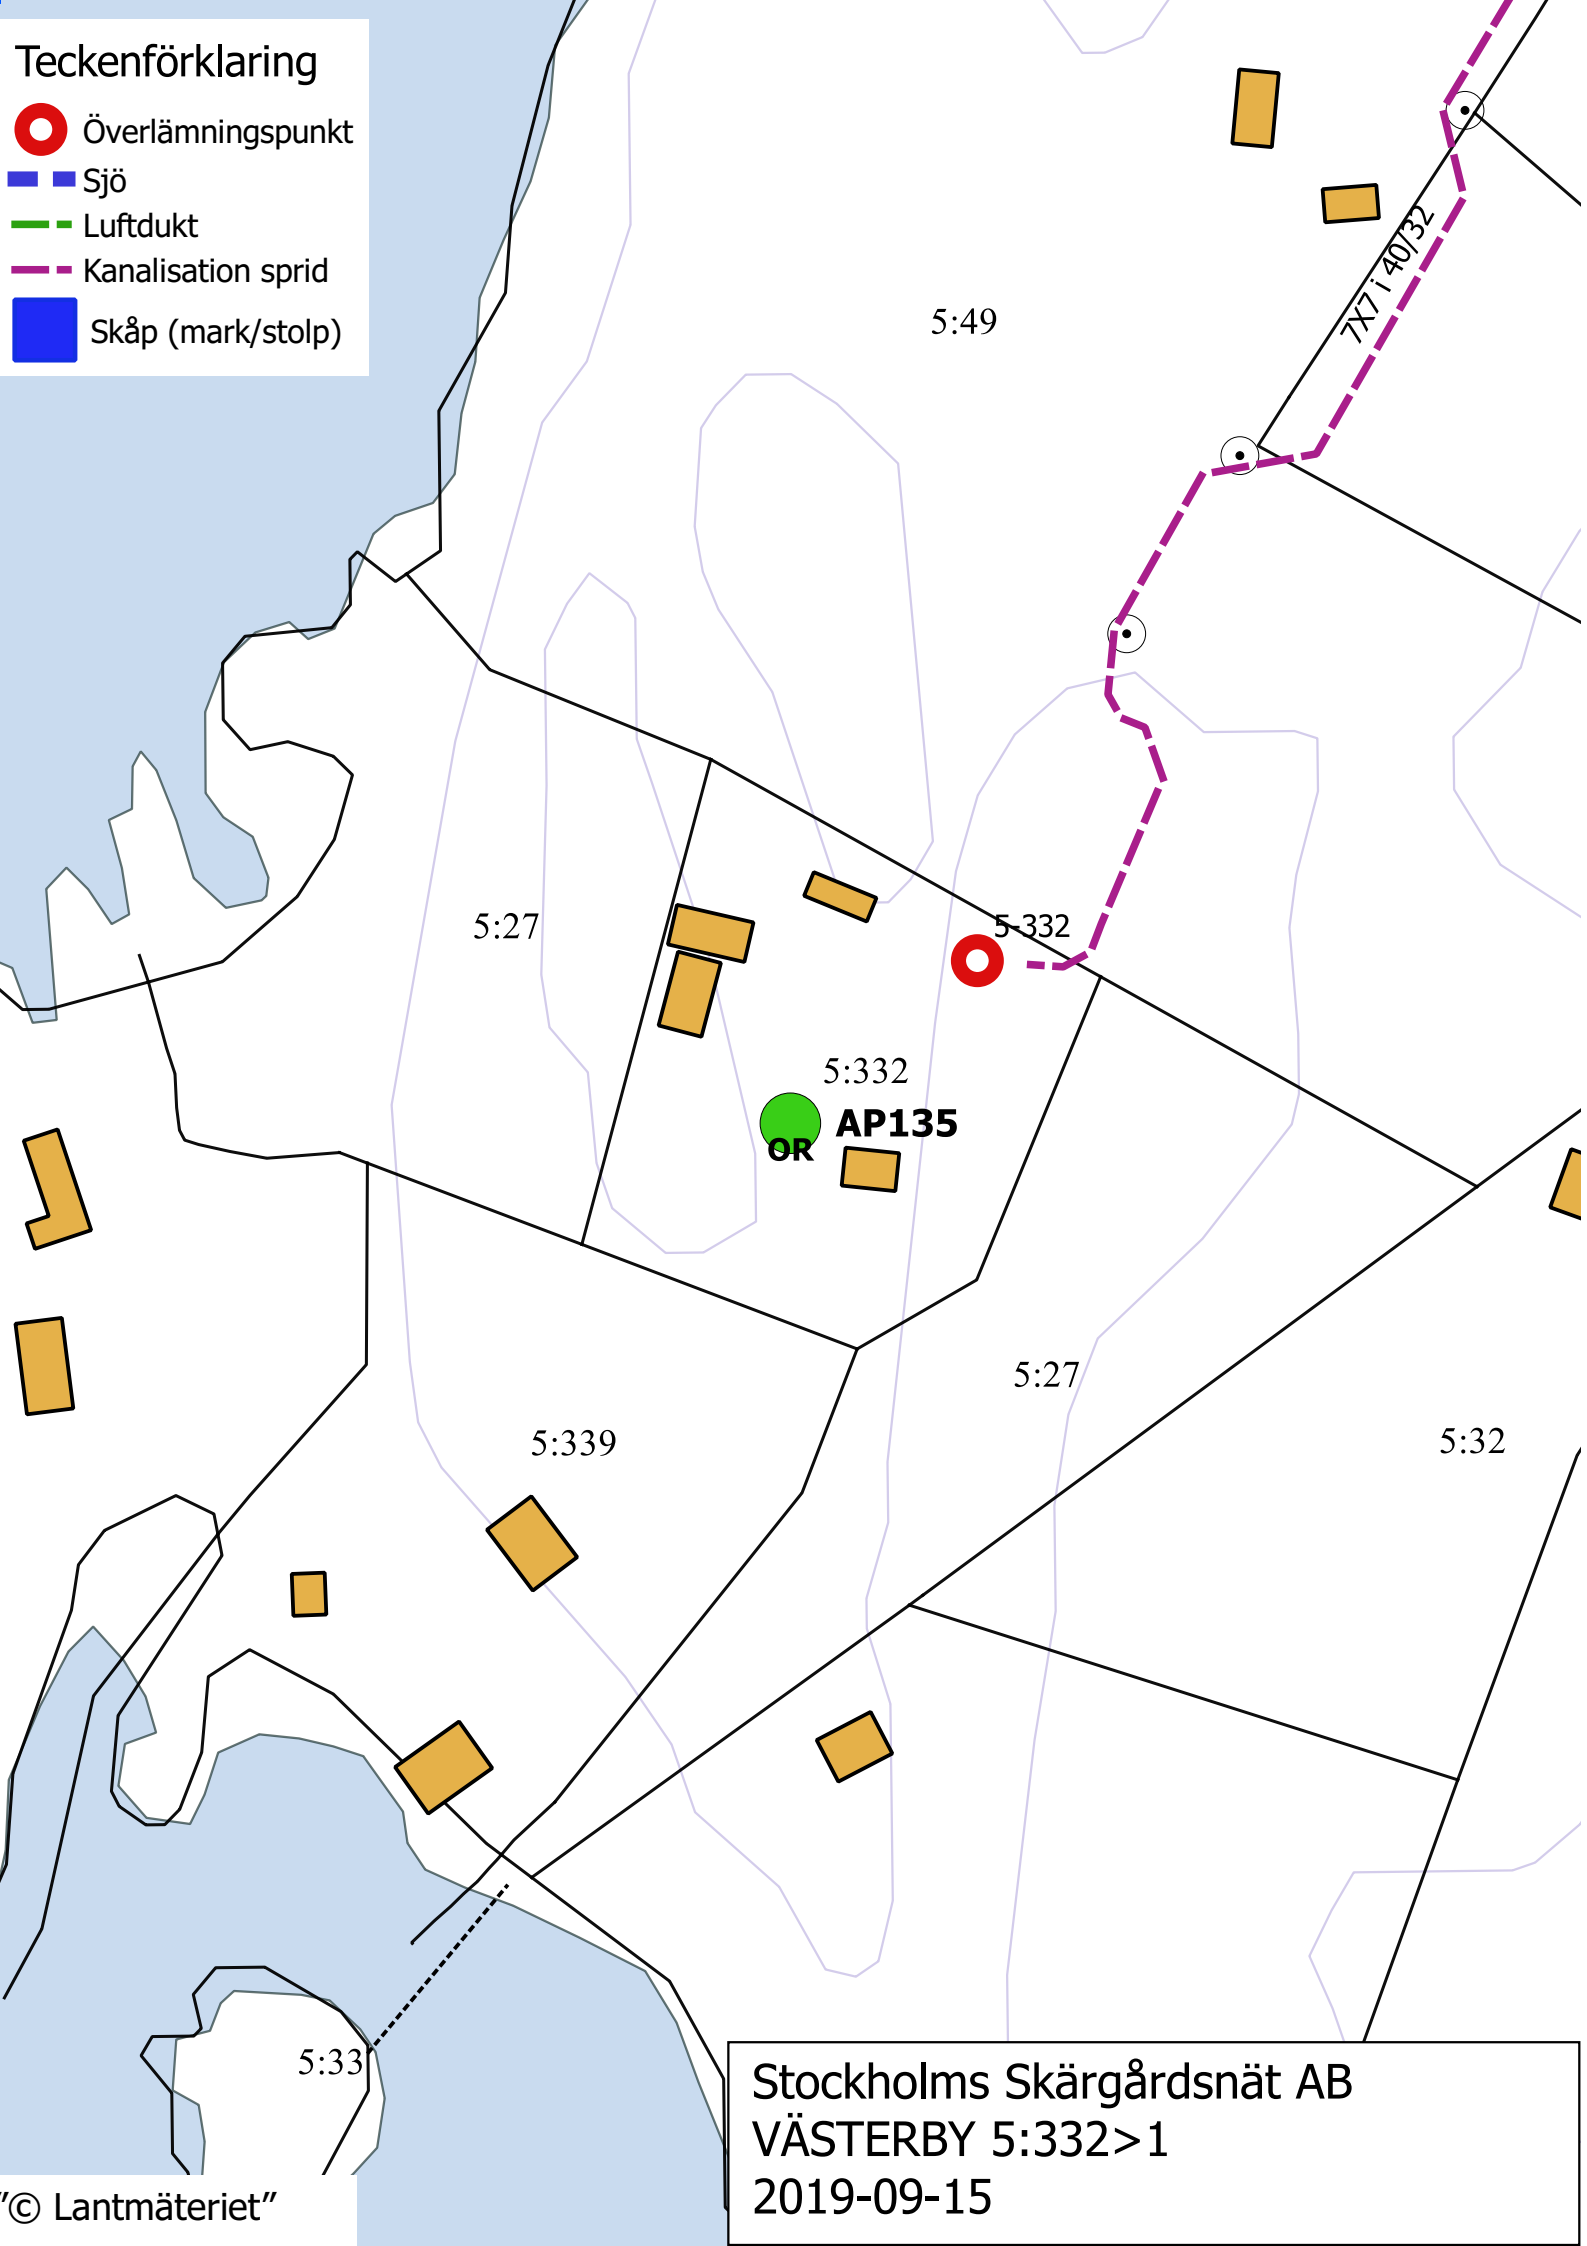 Teckenförklaring
Överlämningspunkt
Sjö
Luftdukt
Kanalisation sprid
Skåp (mark/stolp)
7X7 i 40/32
5:49
5:27
5-332
5:332
AP135
OR
5:27
5:339
5:32
5:33
Stockholms Skärgårdsnät AB
VÄSTERBY 5:332>1
2019-09-15
"© Lantmäteriet"